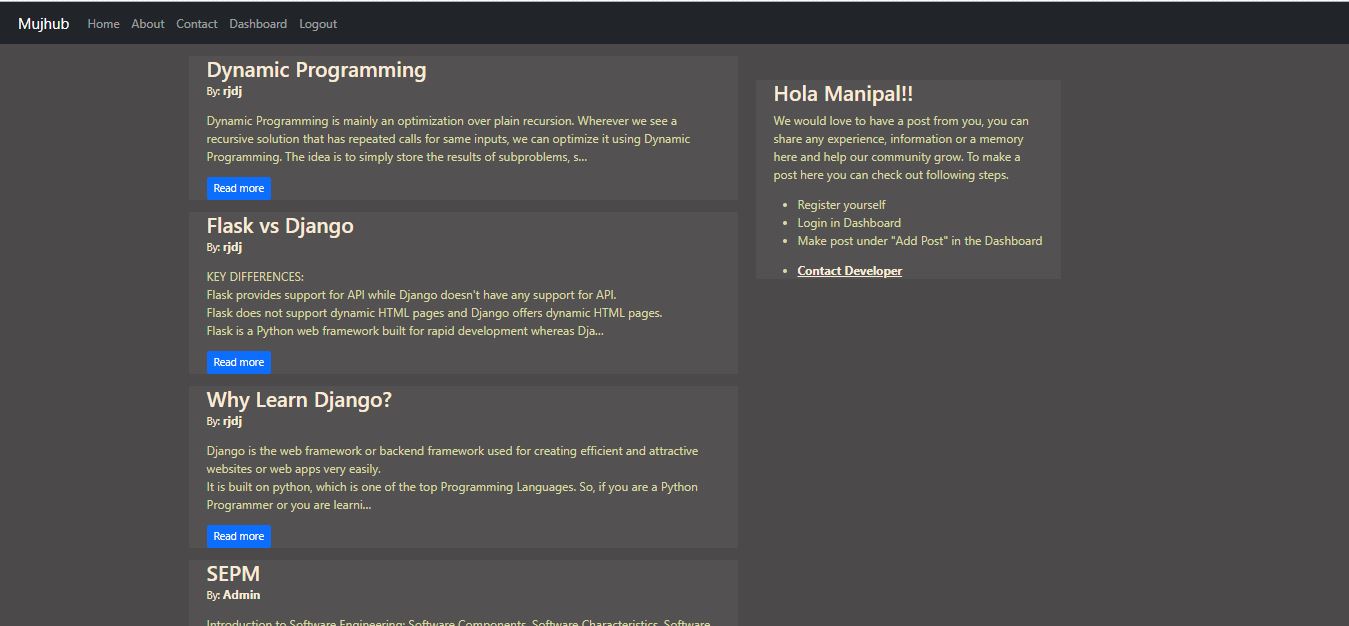 Mujhub Home About Contact Dashboard Logout
Dynamic Programming
By: rjdj
Dynamic Programming is mainly an optimization over plain recursion. Wherever we see a
recursive solution that has repeated calls for same inputs, we can optimize it using Dynamic
Programming. The idea is to simply store the results of subproblems, s...
Read more
Flask vs Django
By: rjdj
KEY DIFFERENCES:
Flask provides support for API while Django doesn't have any support for API.
Flask does not support dynamic HTML pages and Django offers dynamic HTML pages.
Flask is a Python web framework built for rapid development whereas Dja...
Read more
Why Learn Django?
By: rjdj
Django is the web framework or backend framework used for creating efficient and attractive
websites or web apps very easily.
It is built on python, which is one of the top Programming Languages. So, if you are a Python
Programmer or you are learni...
Read more
SEPM
By: Admin
Introduction to Software Engineering: Software Components, Software Characteristics, Software
Hola Manipal!!
We would love to have a post from you, you can
share any experience, information or a memory
here and help our community grow. To make a
post here you can check out following steps.
• Register yourself
• Login in Dashboard
• Make post under "Add Post" in the Dashboard
• Contact Developer